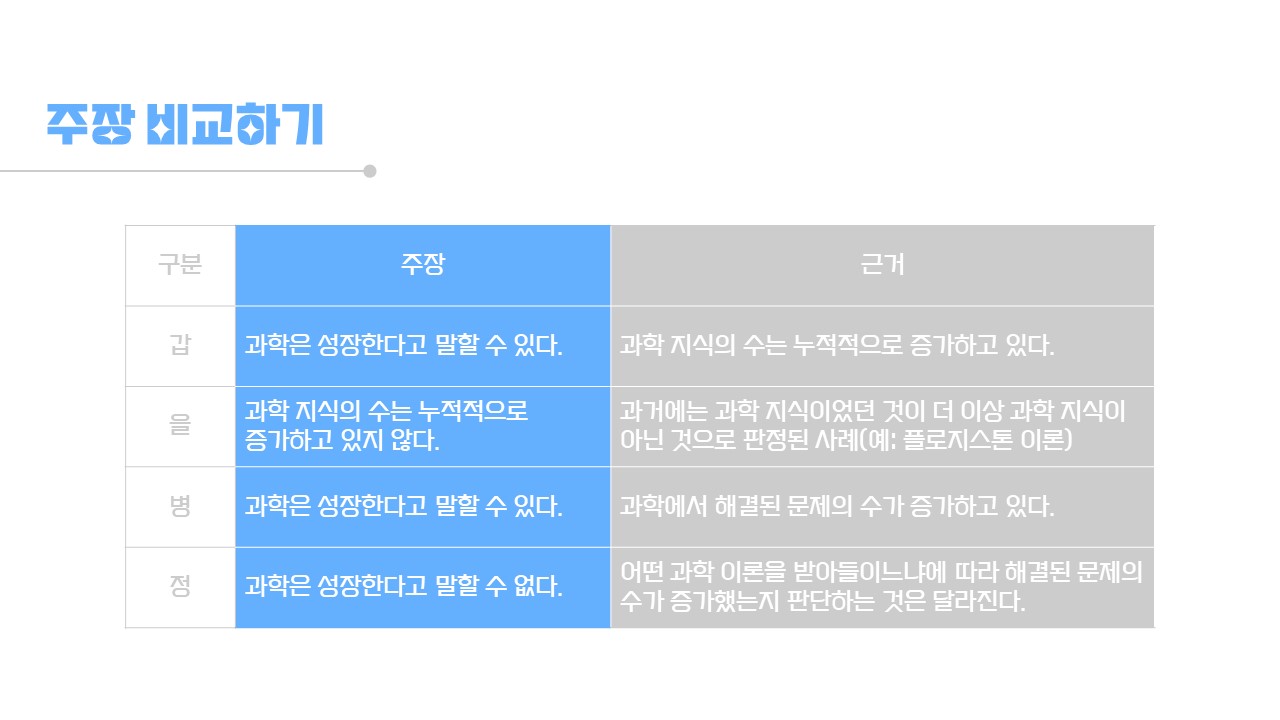 주장 비교하기
구분 주장 근거
갑 과학은 성장한다고 말할 수 있다. 과학 지식의 수는 누적적으로 증가하고 있다.
을 과학 지식의 수는 누적적으로
증가하고 있지 않다. 과거에는 과학 지식이었던 것이 더 이상 과학 지식이
아닌 것으로 판정된 사례(예: 플로지스톤 이론)
병 과학은 성장한다고 말할 수 있다. 과학에서 해결된 문제의 수가 증가하고 있다.
정 과학은 성장한다고 말할 수 없다. 어떤 과학 이론을 받아들이느냐에 따라 해결된 문제의
수가 증가했는지 판단하는 것은 달라진다.